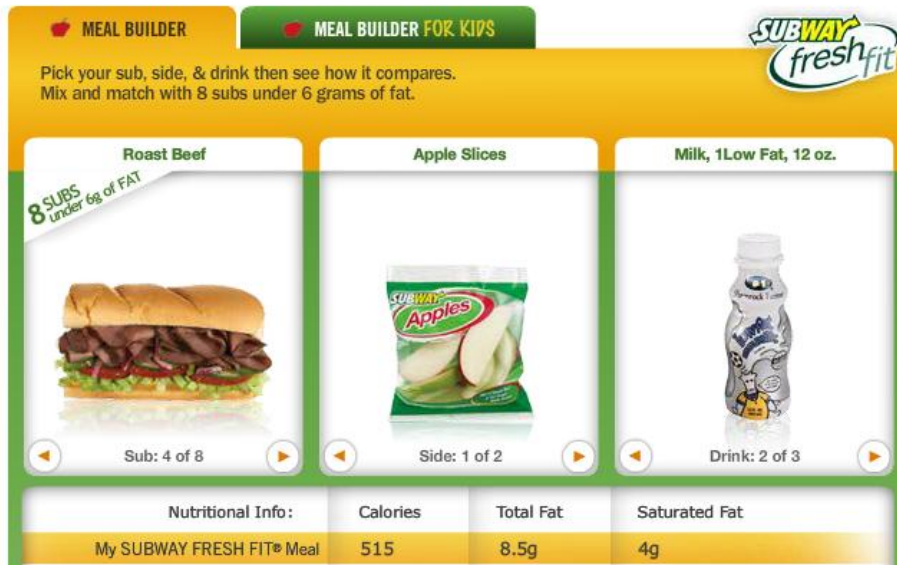 MEAL BUILDER
MEAL BUILDER FOR KIDS
SUBWAY
fresh fit
Pick your sub, side, & drink then see how it compares.
Mix and match with 8 subs under 6 grams of fat.
Roast Beef
Apple Slices
Milk, 1Low Fat, 12 oz.
8 SUBS
under 6g of FAT
SUBWAY
Apples
Sub: 4 of 8
Side: 1 of 2
Drink: 2 of 3
Nutritional Info:
Calories
Total Fat
Saturated Fat
My SUBWAY FRESH FIT® Meal
515
8.5g
4g